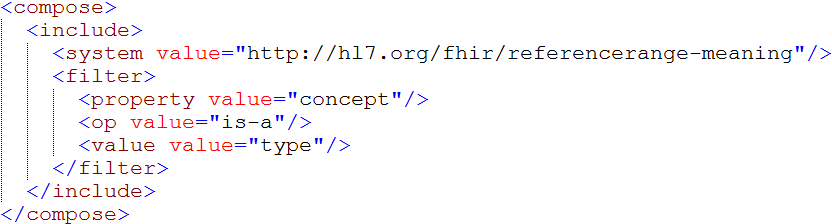 <compose>
<include>
<system value="http://hl7.org/fhir/referencerange-meaning"/>
<filter>
<property value="concept"/>
<op value="is-a"/>
<value value="type"/>
</filter>
</include>
</compose>